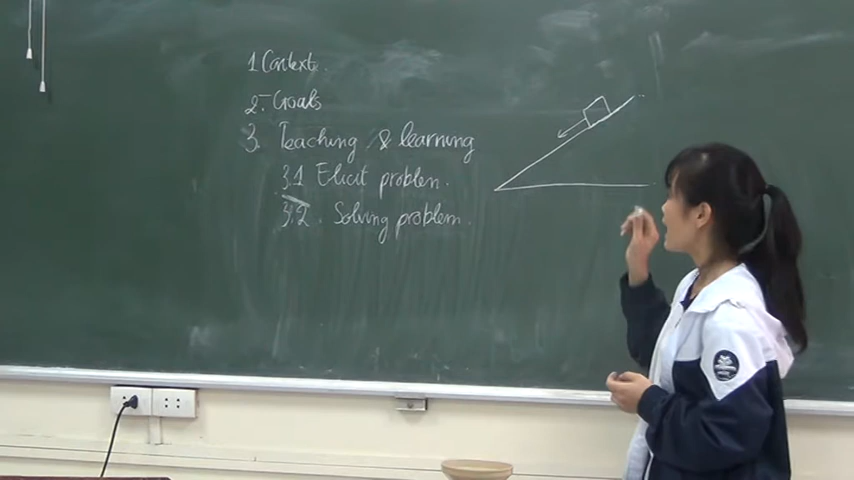 1 Context.
2. Goals
3. Teaching & learning
3.1 Elicit problem.
3.2. Solving problem.